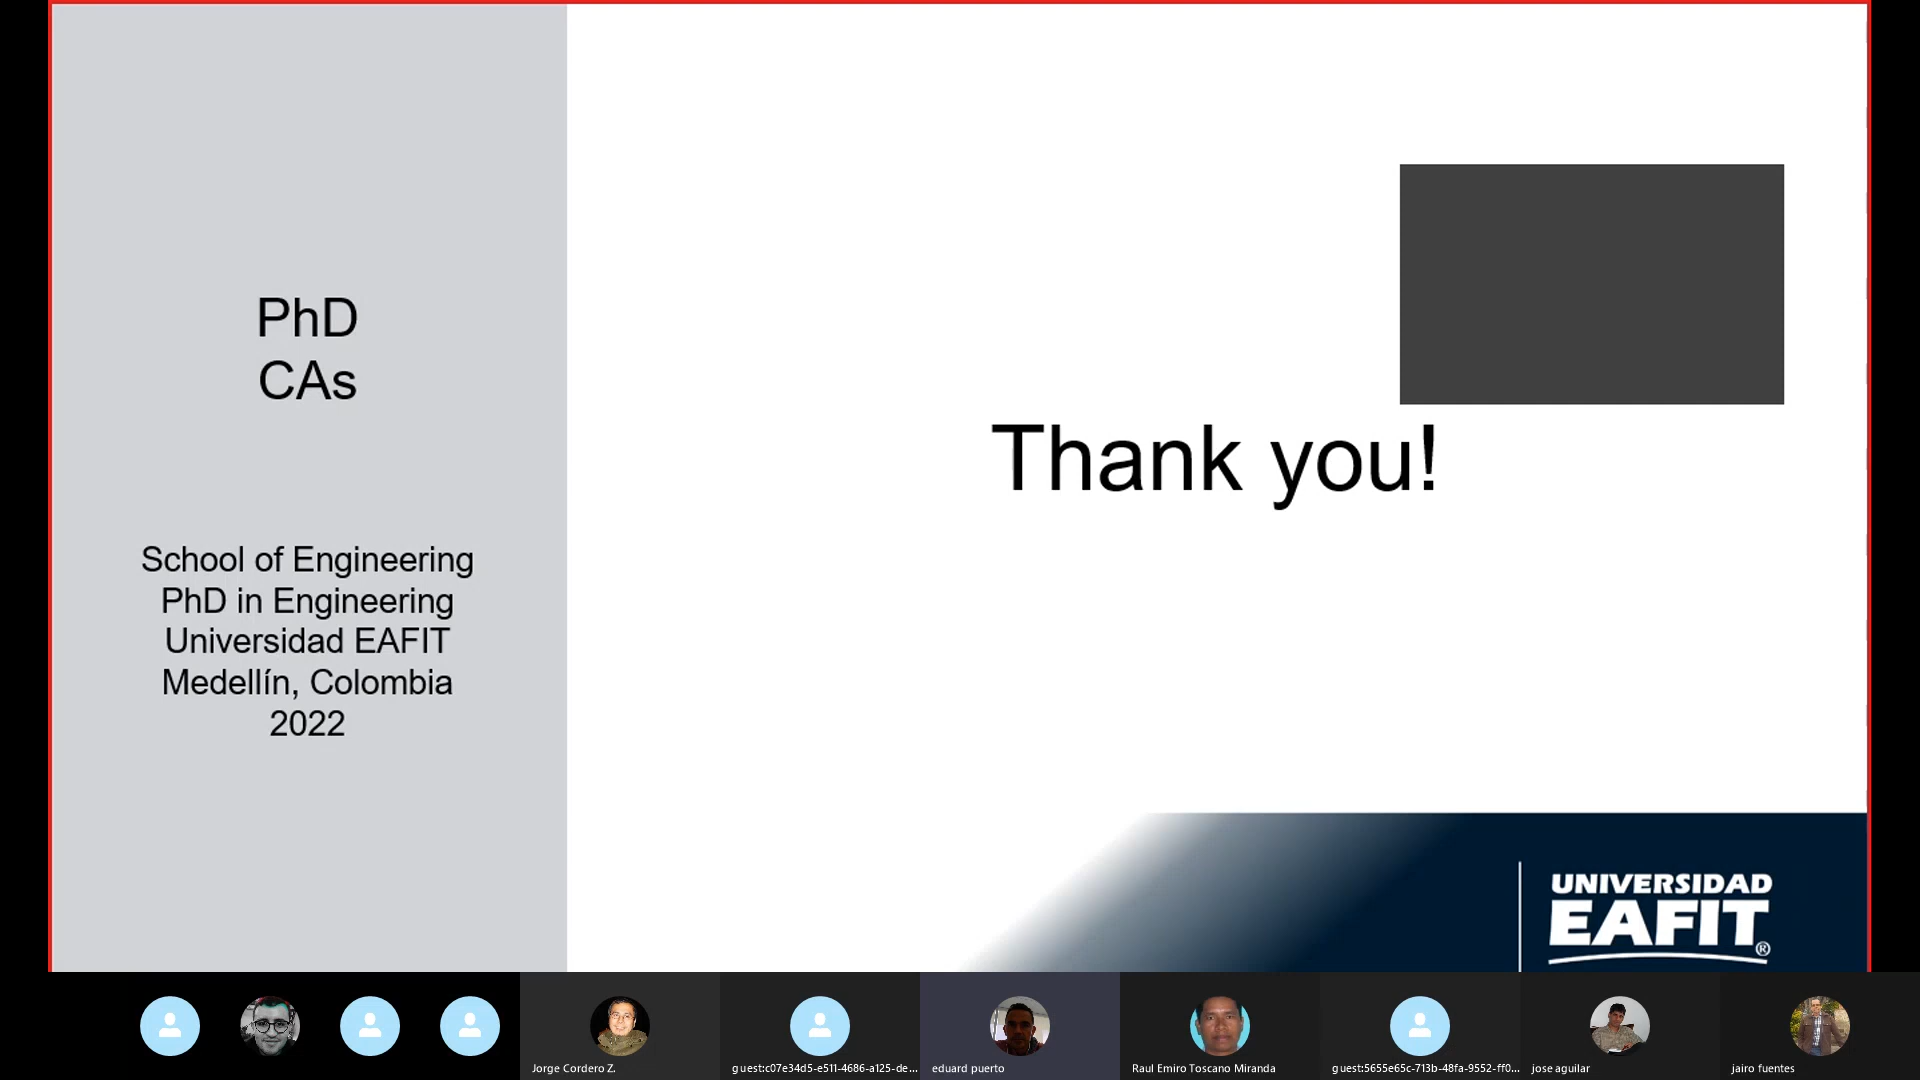 PhD
CAs
School of Engineering
PhD in Engineering
Universidad EAFIT
Medellín, Colombia
2022
Thank you!
UNIVERSIDAD
EAFIT®
Jorge Cordero Z.
guest:c07e34d5-e511-4686-a125-de...
eduard puerto
Raul Emiro Toscano Miranda
guest:5655e65c-713b-48fa-9552-ff0...
jose aguilar
jairo fuentes